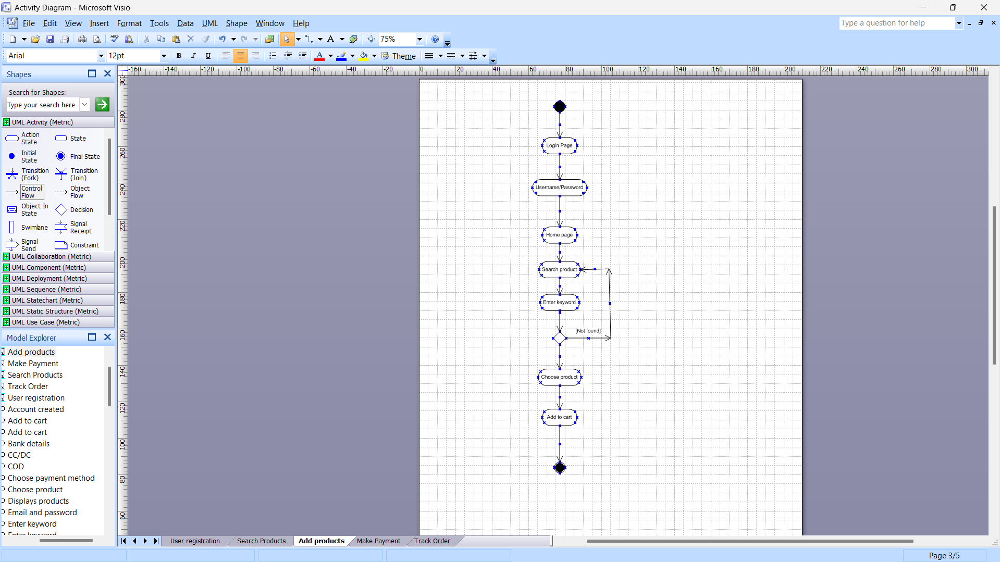 Activity Diagram - Microsoft Visio
File Edit View Insert Format Tools Data UML Shape Window Help
Type a question for help
75%
Arial
12pt
B I U
A
Theme
-160 -140 -120 -100 -80 -60 -40 -20 0 20 40 60 80 100 120 140 160 180 200 220 240 260 280 300
300
280
260
240
220
200
180
160
140
120
100
80
60
Shapes
Search for Shapes:
Type your search here
UML Activity (Metric)
Action State
State
Initial State
Final State
Transition (Fork)
Transition (Join)
Control Flow
Object Flow
Object In State
Decision
Swimlane
Signal Receipt
Signal Send
Constraint
UML Collaboration (Metric)
UML Component (Metric)
UML Deployment (Metric)
UML Sequence (Metric)
UML Statechart (Metric)
UML Static Structure (Metric)
UML Use Case (Metric)
Model Explorer
Add products
Make Payment
Search Products
Track Order
User registration
Account created
Add to cart
Add to cart
Bank details
CC/DC
COD
Choose payment method
Choose product
Displays products
Email and password
Enter keyword
Enter keyword
Login Page
Username/Password
Home page
Search product
Enter keyword
[Not found]
Choose product
Add to cart
User registration
Search Products
Add products
Make Payment
Track Order
Page 3/5